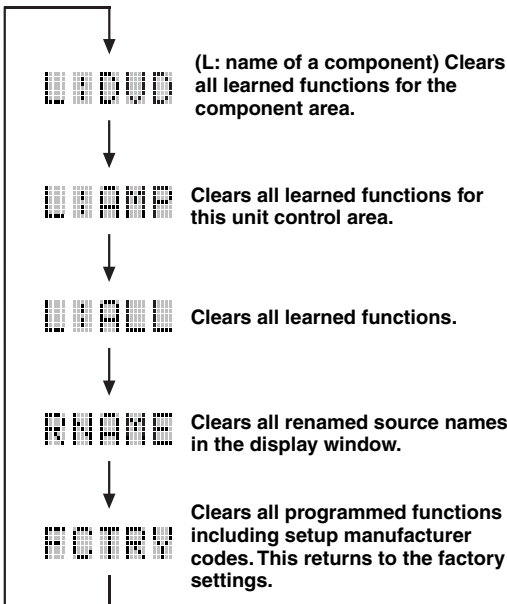 L:DVD
(L: name of a component) Clears
all learned functions for the
component area.
L:AMP
Clears all learned functions for
this unit control area.
L:ALL
Clears all learned functions.
RNAME
Clears all renamed source names
in the display window.
FCTRY
Clears all programmed functions
including setup manufacturer
codes. This returns to the factory
settings.